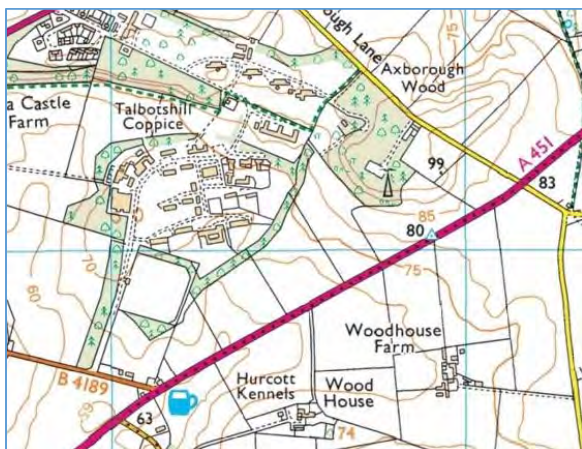 ough Lane
75
Axborough
Wood
a Castle
Farm
Talbotshill
Coppice
A 451
99
83
85
80
70
75
60
Woodhouse
Farm
B 4189
Hurcott
Kennels
Wood
House
63
74